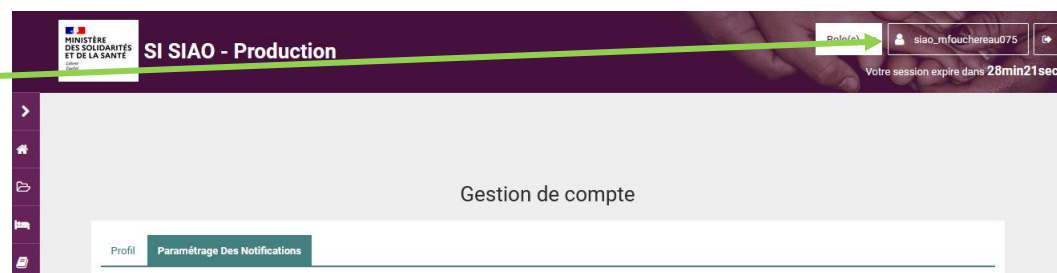 MINISTÈRE
DES SOLIDARITÉS
ET DE LA SANTÉ
SI SIAO - Production
Role(s)
siao_mfouchereau075
Votre session expire dans 28min21sec
Gestion de compte
Profil
Paramétrage Des Notifications